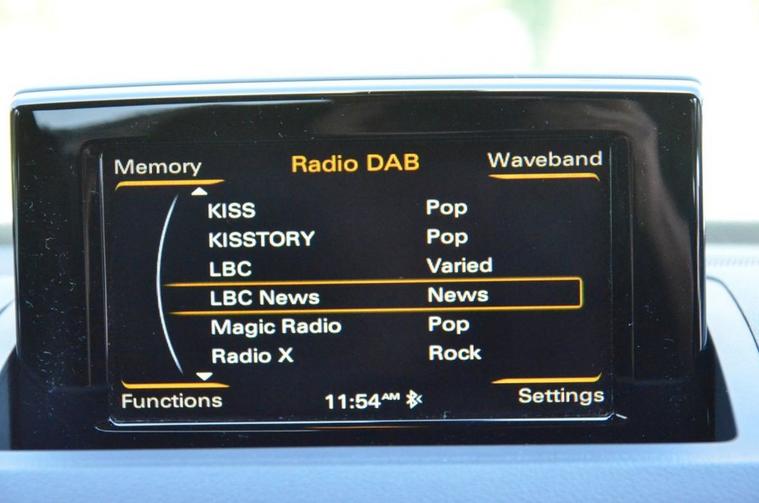 Memory Radio DAB Waveband
KISS Pop
KISSTORY Pop
LBC Varied
LBC News News
Magic Radio Pop
Radio X Rock
Functions 11:54AM Settings